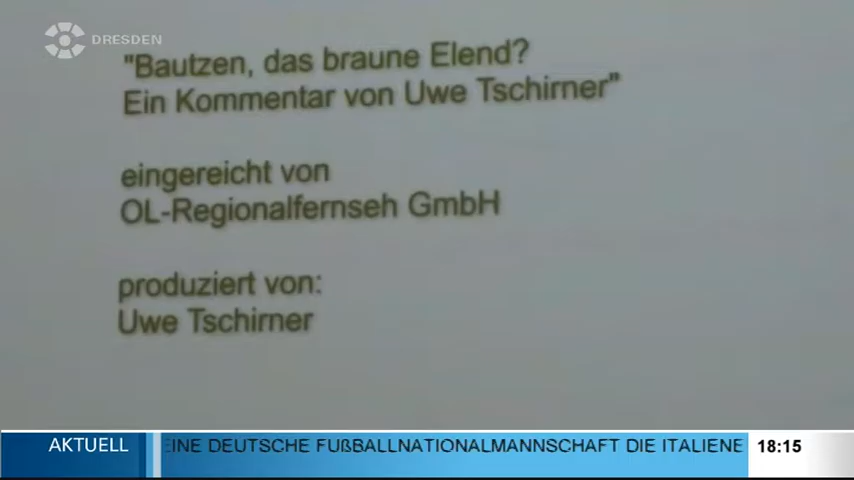 DRESDEN
"Bautzen, das braune Elend?
Ein Kommentar von Uwe Tschirner"
eingereicht von
OL-Regionalfernseh GmbH
produziert von:
Uwe Tschirner
AKTUELL
EINE DEUTSCHE FUßBALLNATIONALMANNSCHAFT DIE ITALIENE
18:15